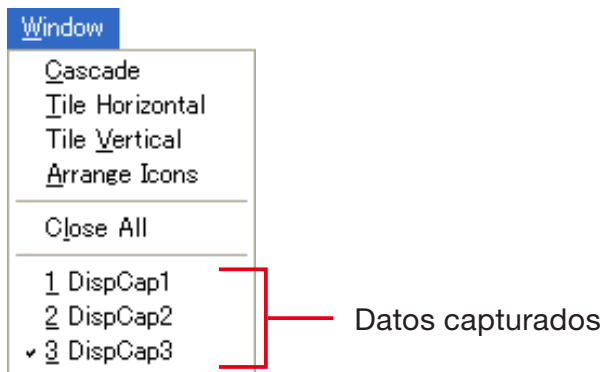 Window
Cascade
Tile Horizontal
Tile Vertical
Arrange Icons
Close All
1 DispCap1
2 DispCap2
✓ 3 DispCap3
Datos capturados